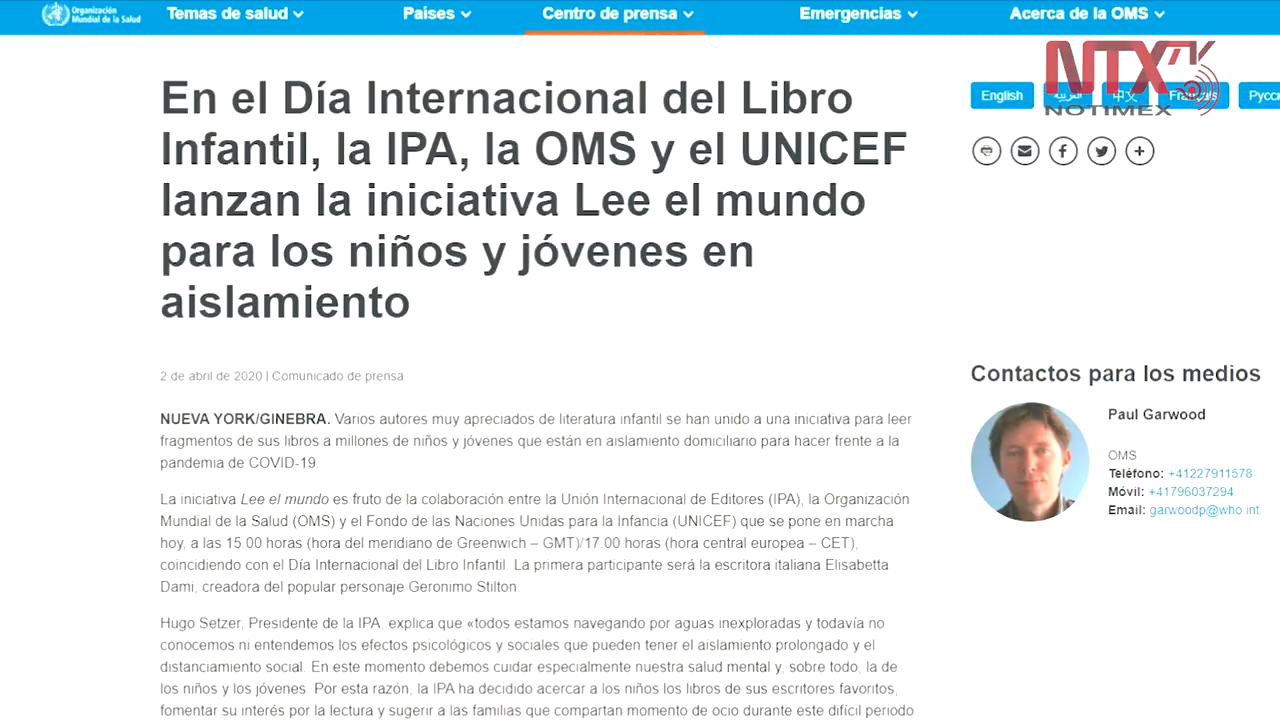 Organización
Mundial de la Salud
Temas de salud
Países
Centro de prensa
Emergencias
Acerca de la OMS
NTX
NOTIMEX
English
العربية
中文
Français
En el Día Internacional del Libro
Infantil, la IPA, la OMS y el UNICEF
lanzan la iniciativa Lee el mundo
para los niños y jóvenes en
aislamiento
2 de abril de 2020 | Comunicado de prensa
NUEVA YORK/GINEBRA. Varios autores muy apreciados de literatura infantil se han unido a una iniciativa para leer
fragmentos de sus libros a millones de niños y jóvenes que están en aislamiento domiciliario para hacer frente a la
pandemia de COVID-19.
La iniciativa Lee el mundo es fruto de la colaboración entre la Unión Internacional de Editores (IPA), la Organización
Mundial de la Salud (OMS) y el Fondo de las Naciones Unidas para la Infancia (UNICEF) que se pone en marcha
hoy, a las 15.00 horas (hora del meridiano de Greenwich – GMT)/17.00 horas (hora central europea – CET),
coincidiendo con el Día Internacional del Libro Infantil. La primera participante será la escritora italiana Elisabetta
Dami, creadora del popular personaje Geronimo Stilton.
Hugo Setzer, Presidente de la IPA, explica que «todos estamos navegando por aguas inexploradas y todavía no
conocemos ni entendemos los efectos psicológicos y sociales que pueden tener el aislamiento prolongado y el
distanciamiento social. En este momento debemos cuidar especialmente nuestra salud mental y, sobre todo, la de
los niños y los jóvenes. Por esta razón, la IPA ha decidido acercar a los niños los libros de sus escritores favoritos,
fomentar su interés por la lectura y sugerir a las familias que compartan momento de ocio durante este difícil periodo
Contactos para los medios
Paul Garwood
OMS
Teléfono: +41227911578
Móvil: +41796037294
Email: garwoodp@who.int